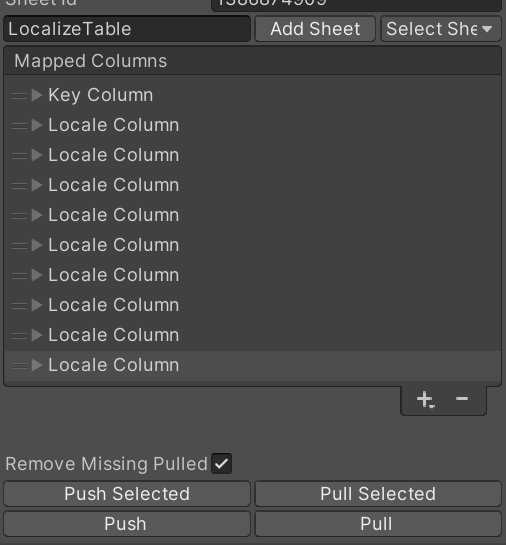 Sheet Id 1386874909
LocalizeTable Add Sheet Select She
Mapped Columns
Key Column
Locale Column
Locale Column
Locale Column
Locale Column
Locale Column
Locale Column
Locale Column
Locale Column
Locale Column
Remove Missing Pulled
Push Selected Pull Selected
Push Pull